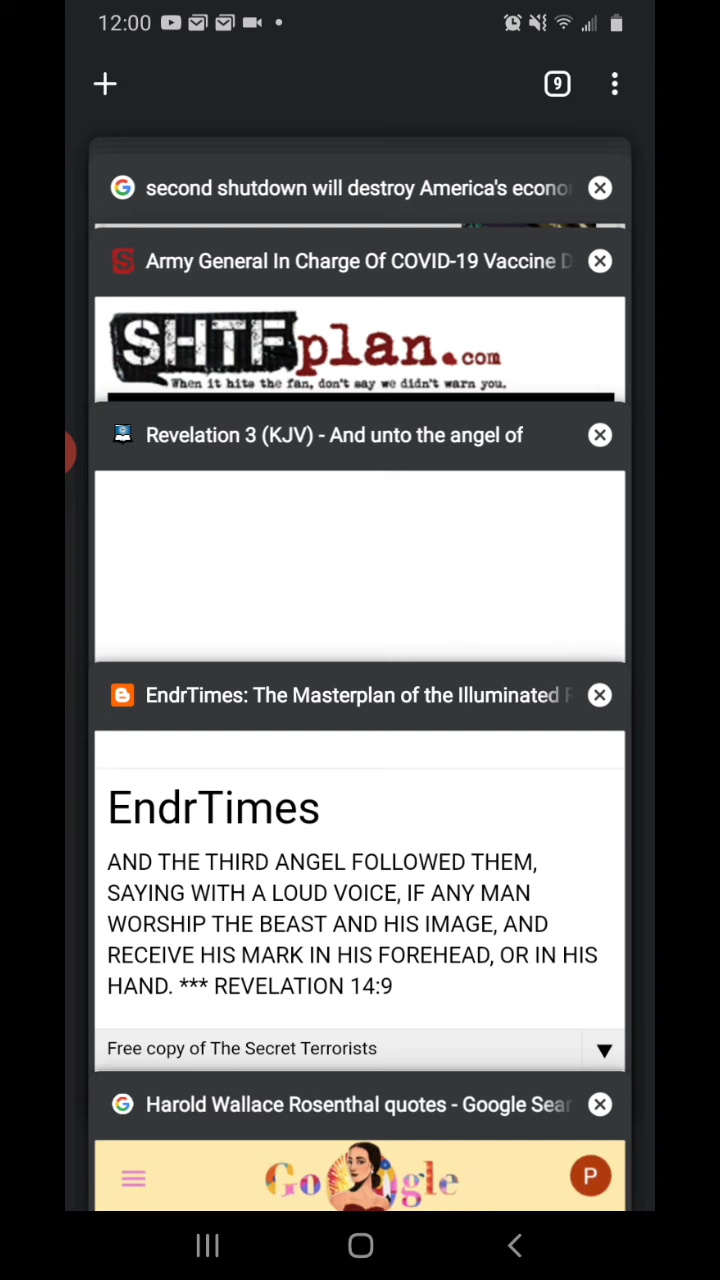 12:00
9
second shutdown will destroy America's econo
Army General In Charge Of COVID-19 Vaccine D
SHTFplan.com
When it hits the fan, don't say we didn't warn you.
Revelation 3 (KJV) - And unto the angel of
EndrTimes: The Masterplan of the Illuminated R
EndrTimes
AND THE THIRD ANGEL FOLLOWED THEM,
SAYING WITH A LOUD VOICE, IF ANY MAN
WORSHIP THE BEAST AND HIS IMAGE, AND
RECEIVE HIS MARK IN HIS FOREHEAD, OR IN HIS
HAND. *** REVELATION 14:9
Free copy of The Secret Terrorists
Harold Wallace Rosenthal quotes - Google Sear
Google
P